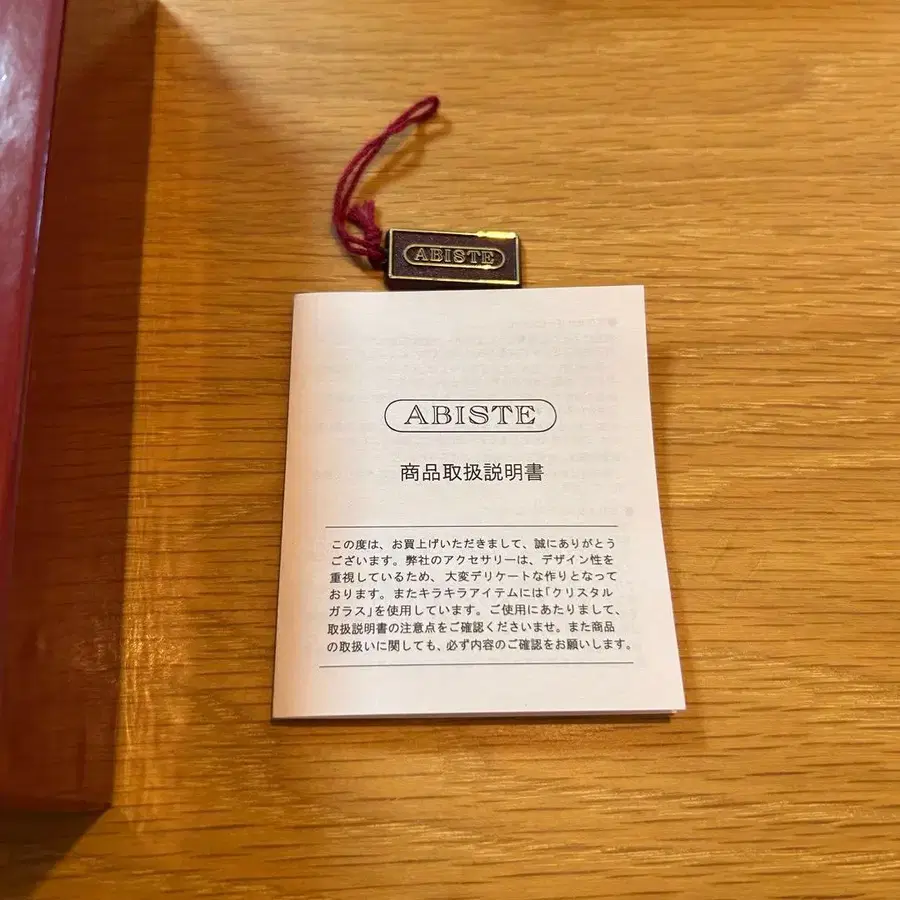 ABISTE
ABISTE
商品取扱説明書
この度は、お買上げいただきまして、誠にありがとう
ございます。弊社のアクセサリーは、デザイン性を
重視しているため、大変デリケートな作りとなって
おります。またキラキラアイテムには「クリスタル
ガラス」を使用しています。ご使用にあたりまして、
取扱説明書の注意点をご確認くださいませ。また商品
の取扱いに関しても、必ず内容のご確認をお願いします。